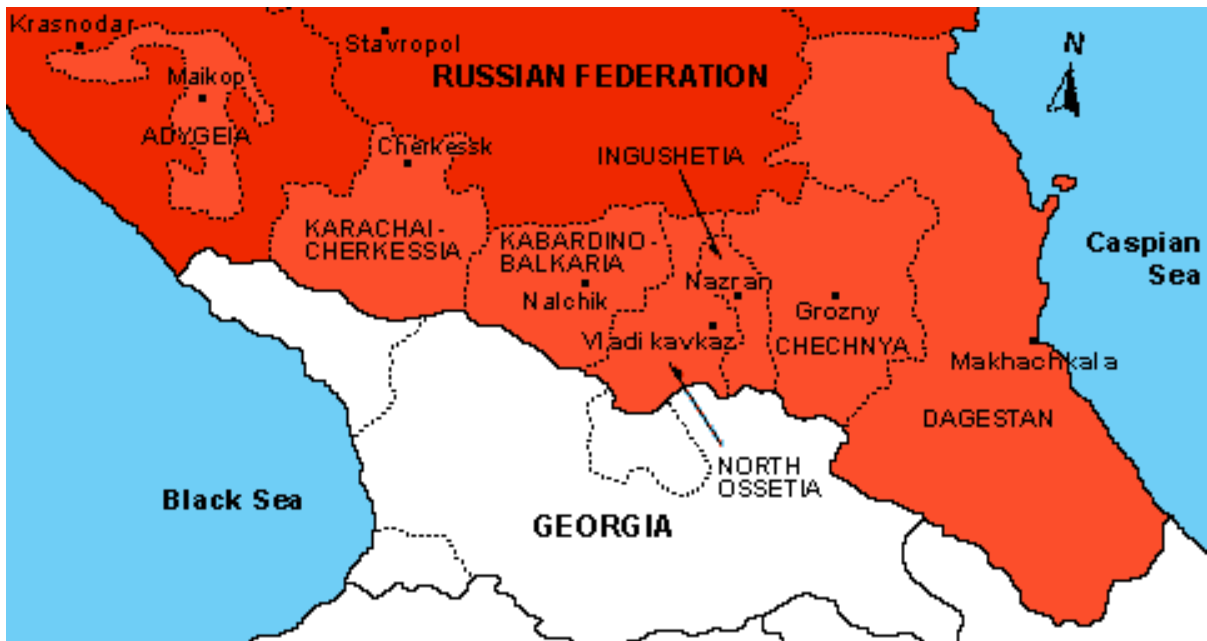 Krasnodar
Stavropol
N
RUSSIAN FEDERATION
Maikop
ADYGEIA
Cherkessk
INGUSHETIA
KARACHAI-
CHERKESSIA
KABARDINO-
BALKARIA
Caspian
Sea
Nazran
Nalchik
Grozny
Vladikavkaz
CHECHNYA
Makhachkala
DAGESTAN
NORTH
OSSETIA
Black Sea
GEORGIA